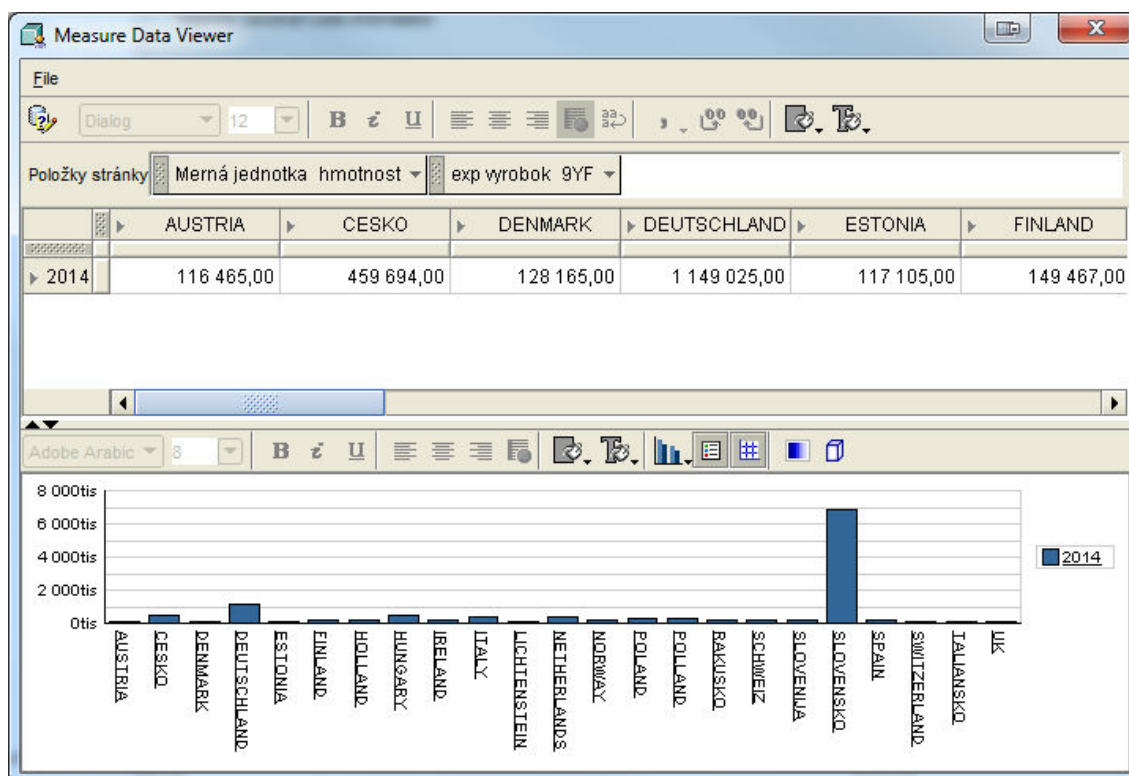 Measure Data Viewer
File
Dialog 12 B i U
Položky stránky Merná jednotka hmotnost exp vyrobok 9YF
AUSTRIA CESKO DENMARK DEUTSCHLAND ESTONIA FINLAND
2014 116 465,00 459 694,00 128 165,00 1 149 025,00 117 105,00 149 467,00
Adobe Arabic 8 B i U
8 000tis
6 000tis
4 000tis
2 000tis
0tis
2014
AUSTRIA
CESKO
DENMARK
DEUTSCHLAND
ESTONIA
FINLAND
HOLLAND
HUNGARY
IRELAND
ITALY
LICHTENSTEIN
NETHERLANDS
NORWAY
POLAND
POLLAND
RAKUSKO
SCHWEIZ
SLOVENIJA
SLOVENSKO
SPAIN
SWITZERLAND
TALIANSKO
UK